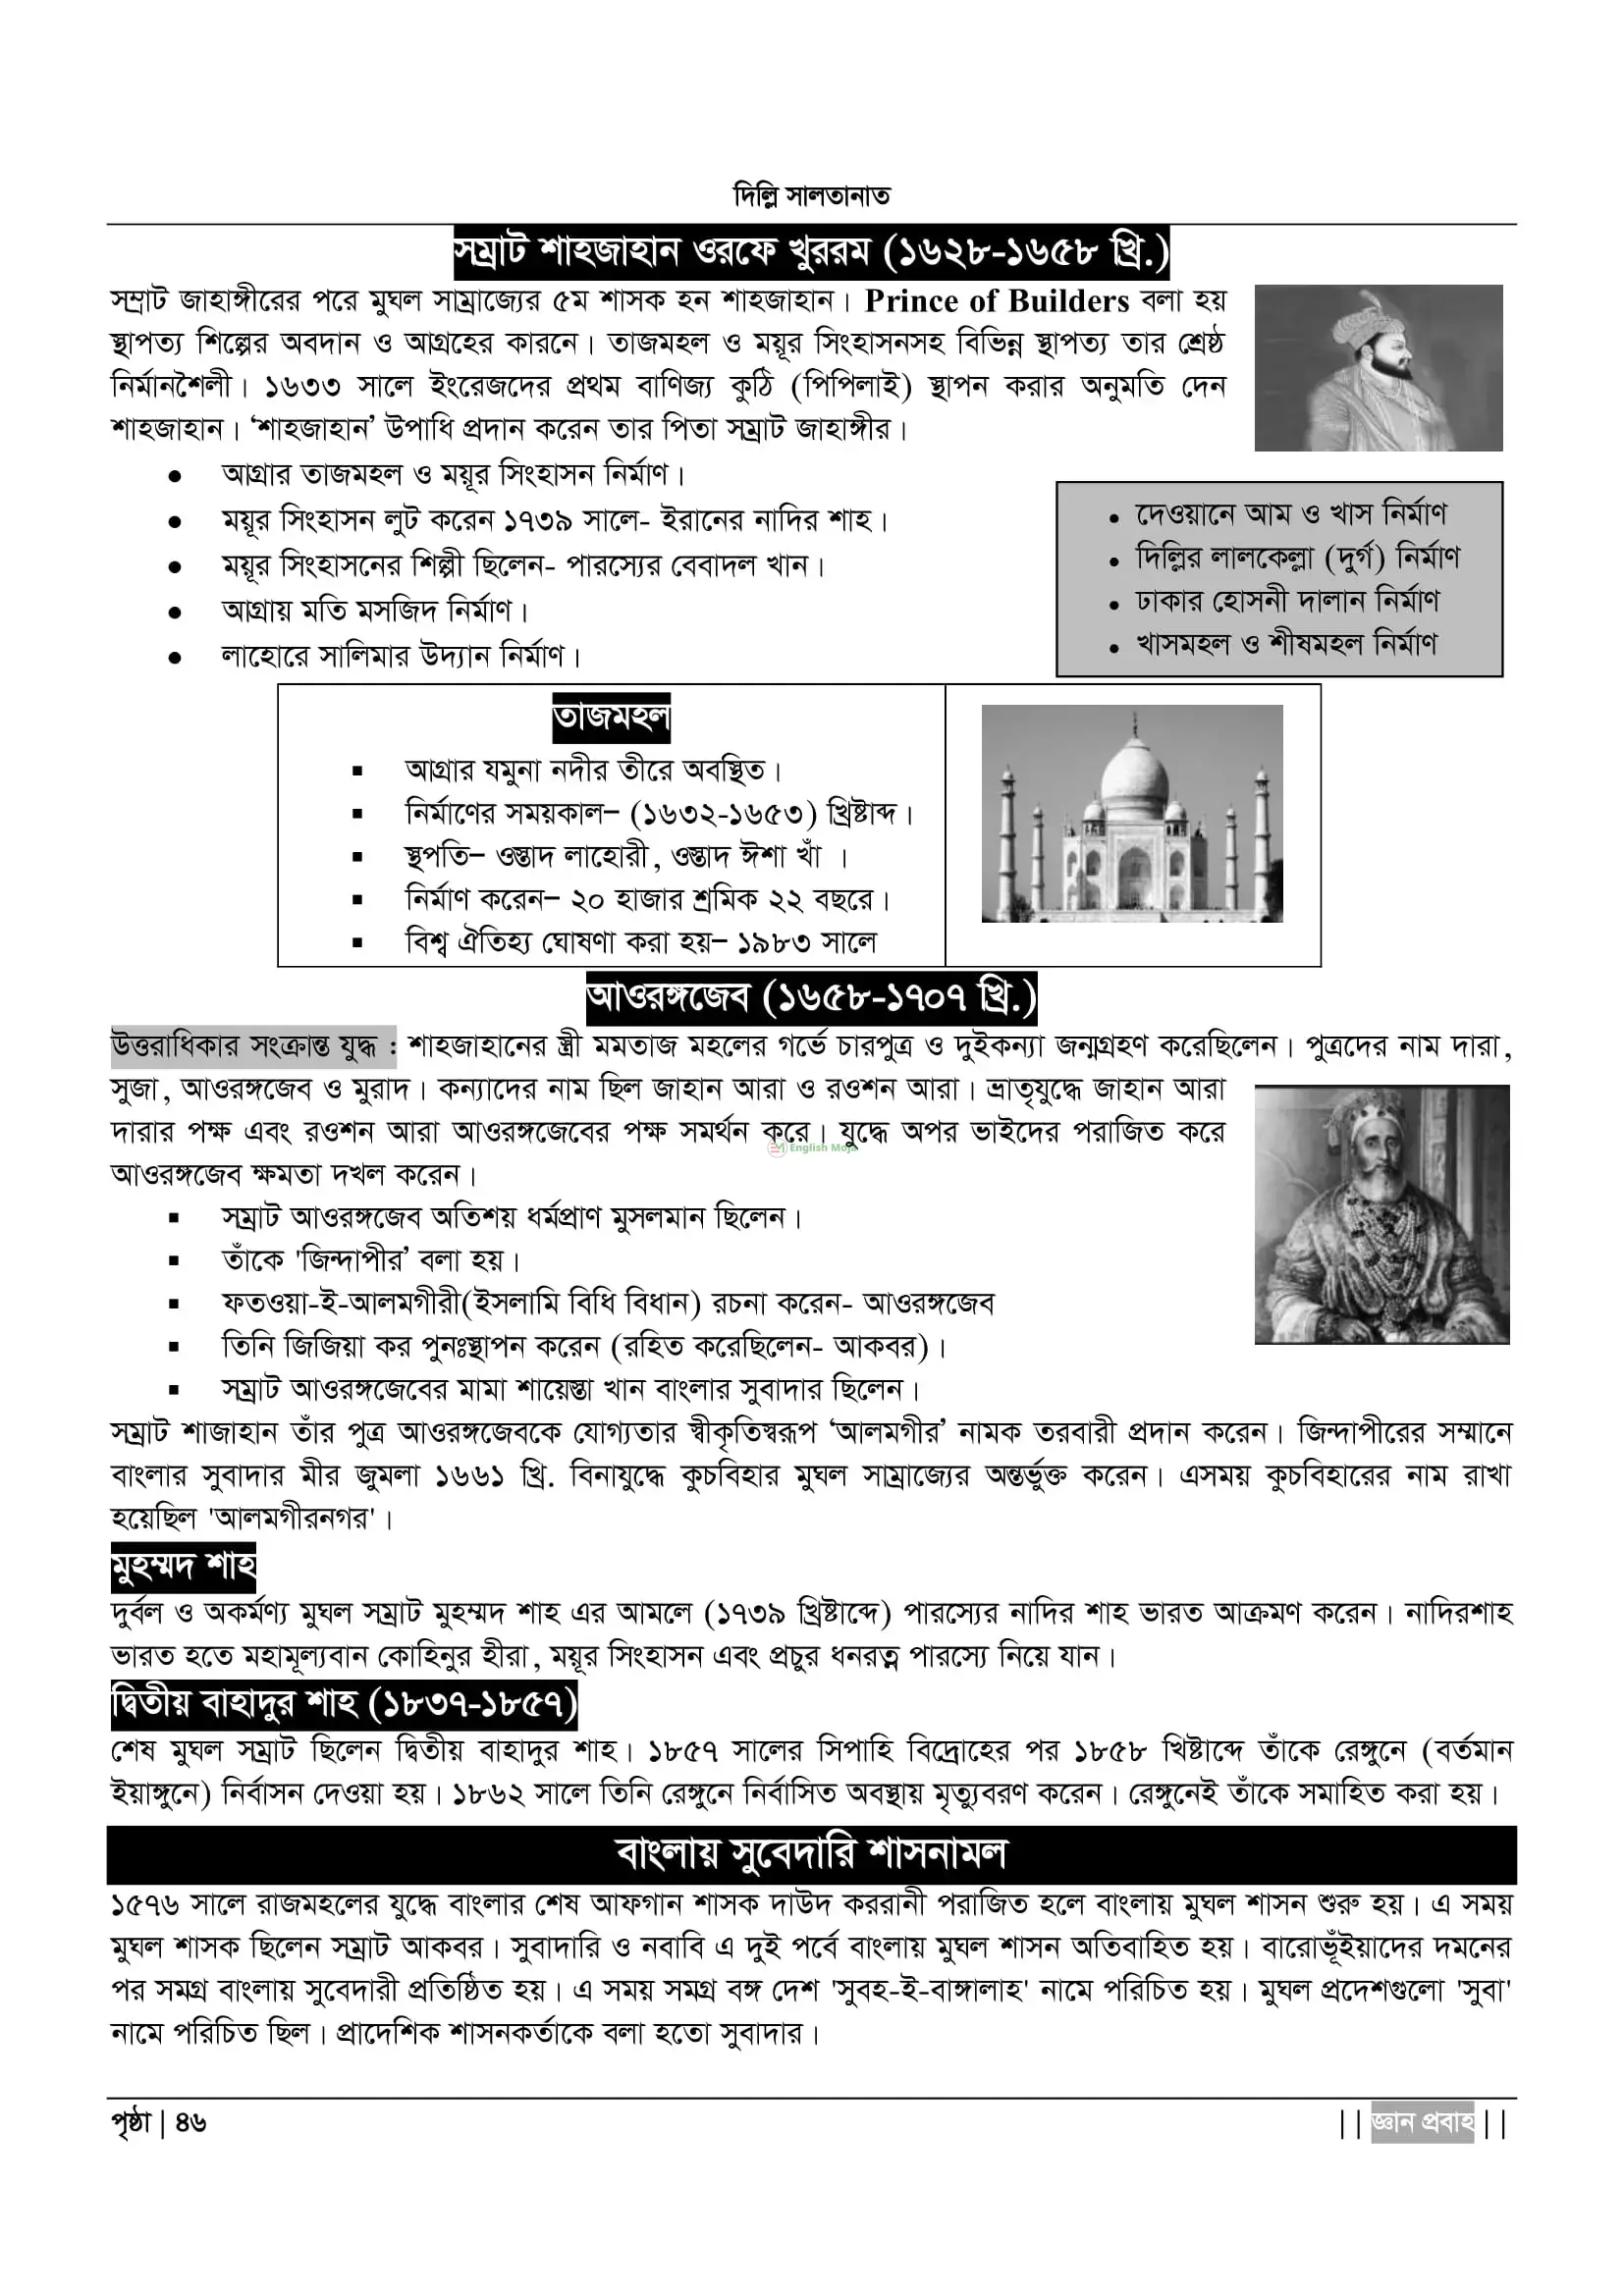 দিল্লি সালতানাত
সম্রাট শাহজাহান ওরফে খুররম (১৬২৮-১৬৫৮ খ্রি.)
সম্রাট জাহাঙ্গীরের পরে মুঘল সাম্রাজ্যের ৫ম শাসক হন শাহজাহান। Prince of Builders বলা হয়
স্থাপত্য শিল্পের অবদান ও আগ্রহের কারনে। তাজমহল ও ময়ূর সিংহাসনসহ বিভিন্ন স্থাপত্য তার শ্রেষ্ঠ
নির্মানশৈলী। ১৬৩৩ সালে ইংরেজদের প্রথম বাণিজ্য কুঠি (পিপিলাই) স্থাপন করার অনুমতি দেন
শাহজাহান। ‘শাহজাহান’ উপাধি প্রদান করেন তার পিতা সম্রাট জাহাঙ্গীর।
• আগ্রার তাজমহল ও ময়ূর সিংহাসন নির্মাণ।
• ময়ূর সিংহাসন লুট করেন ১৭৩৯ সালে- ইরানের নাদির শাহ।
• ময়ূর সিংহাসনের শিল্পী ছিলেন- পারস্যের বেবাদল খান।
• আগ্রায় মতি মসজিদ নির্মাণ।
• লাহোরে সালিমার উদ্যান নির্মাণ।
• দেওয়ানে আম ও খাস নির্মাণ
• দিল্লির লালকেল্লা (দুর্গ) নির্মাণ
• ঢাকার হোসনী দালান নির্মাণ
• খাসমহল ও শীষমহল নির্মাণ
তাজমহল
▪ আগ্রার যমুনা নদীর তীরে অবস্থিত।
▪ নির্মাণের সময়কাল– (১৬৩২-১৬৫৩) খ্রিষ্টাব্দ।
▪ স্থপতি– ওস্তাদ লাহোরী, ওস্তাদ ঈশা খাঁ ।
▪ নির্মাণ করেন– ২০ হাজার শ্রমিক ২২ বছরে।
▪ বিশ্ব ঐতিহ্য ঘোষণা করা হয়– ১৯৮৩ সালে
আওরঙ্গজেব (১৬৫৮-১৭০৭ খ্রি.)
উত্তরাধিকার সংক্রান্ত যুদ্ধ : শাহজাহানের স্ত্রী মমতাজ মহলের গর্ভে চারপুত্র ও দুইকন্যা জন্মগ্রহণ করেছিলেন। পুত্রদের নাম দারা,
সুজা, আওরঙ্গজেব ও মুরাদ। কন্যাদের নাম ছিল জাহান আরা ও রওশন আরা। ভ্রাতৃযুদ্ধে জাহান আরা
দারার পক্ষ এবং রওশন আরা আওরঙ্গজেবের পক্ষ সমর্থন করে। যুদ্ধে অপর ভাইদের পরাজিত করে
English Moja
আওরঙ্গজেব ক্ষমতা দখল করেন।
▪ সম্রাট আওরঙ্গজেব অতিশয় ধর্মপ্রাণ মুসলমান ছিলেন।
▪ তাঁকে 'জিন্দাপীর’ বলা হয়।
▪ ফতওয়া-ই-আলমগীরী(ইসলামি বিধি বিধান) রচনা করেন- আওরঙ্গজেব
▪ তিনি জিজিয়া কর পুনঃস্থাপন করেন (রহিত করেছিলেন- আকবর)।
▪ সম্রাট আওরঙ্গজেবের মামা শায়েস্তা খান বাংলার সুবাদার ছিলেন।
সম্রাট শাজাহান তাঁর পুত্র আওরঙ্গজেবকে যোগ্যতার স্বীকৃতিস্বরূপ ‘আলমগীর’ নামক তরবারী প্রদান করেন। জিন্দাপীরের সম্মানে
বাংলার সুবাদার মীর জুমলা ১৬৬১ খ্রি. বিনাযুদ্ধে কুচবিহার মুঘল সাম্রাজ্যের অন্তর্ভুক্ত করেন। এসময় কুচবিহারের নাম রাখা
হয়েছিল 'আলমগীরনগর'।
মুহম্মদ শাহ
দুর্বল ও অকর্মণ্য মুঘল সম্রাট মুহম্মদ শাহ এর আমলে (১৭৩৯ খ্রিষ্টাব্দে) পারস্যের নাদির শাহ ভারত আক্রমণ করেন। নাদিরশাহ
ভারত হতে মহামূল্যবান কোহিনুর হীরা, ময়ূর সিংহাসন এবং প্রচুর ধনরত্ন পারস্যে নিয়ে যান।
দ্বিতীয় বাহাদুর শাহ (১৮৩৭-১৮৫৭)
শেষ মুঘল সম্রাট ছিলেন দ্বিতীয় বাহাদুর শাহ। ১৮৫৭ সালের সিপাহি বিদ্রোহের পর ১৮৫৮ খিষ্টাব্দে তাঁকে রেঙ্গুনে (বর্তমান
ইয়াঙ্গুনে) নির্বাসন দেওয়া হয়। ১৮৬২ সালে তিনি রেঙ্গুনে নির্বাসিত অবস্থায় মৃত্যুবরণ করেন। রেঙ্গুনেই তাঁকে সমাহিত করা হয়।
বাংলায় সুবেদারি শাসনামল
১৫৭৬ সালে রাজমহলের যুদ্ধে বাংলার শেষ আফগান শাসক দাউদ কররানী পরাজিত হলে বাংলায় মুঘল শাসন শুরু হয়। এ সময়
মুঘল শাসক ছিলেন সম্রাট আকবর। সুবাদারি ও নবাবি এ দুই পর্বে বাংলায় মুঘল শাসন অতিবাহিত হয়। বারোভূঁইয়াদের দমনের
পর সমগ্র বাংলায় সুবেদারী প্রতিষ্ঠিত হয়। এ সময় সমগ্র বঙ্গ দেশ 'সুবহ-ই-বাঙ্গালাহ' নামে পরিচিত হয়। মুঘল প্রদেশগুলো 'সুবা'
নামে পরিচিত ছিল। প্রাদেশিক শাসনকর্তাকে বলা হতো সুবাদার।
পৃষ্ঠা | ৪৬
|| জ্ঞান প্রবাহ ||